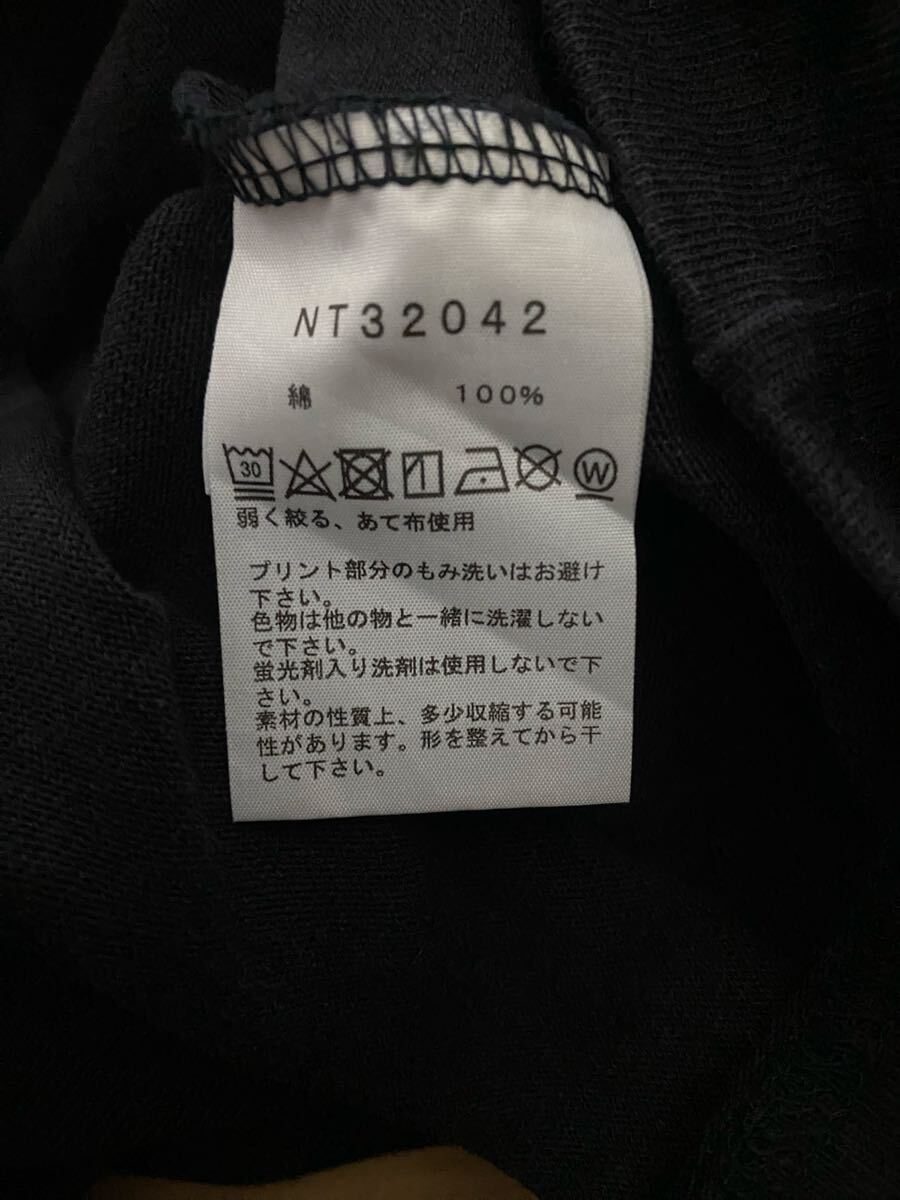 NT32042
綿 100%
30 W
弱く絞る、あて布使用
プリント部分のもみ洗いはお避け
下さい。
色物は他の物と一緒に洗濯しない
で下さい。
蛍光剤入り洗剤は使用しないで下
さい。
素材の性質上、多少収縮する可能
性があります。形を整えてから干
して下さい。